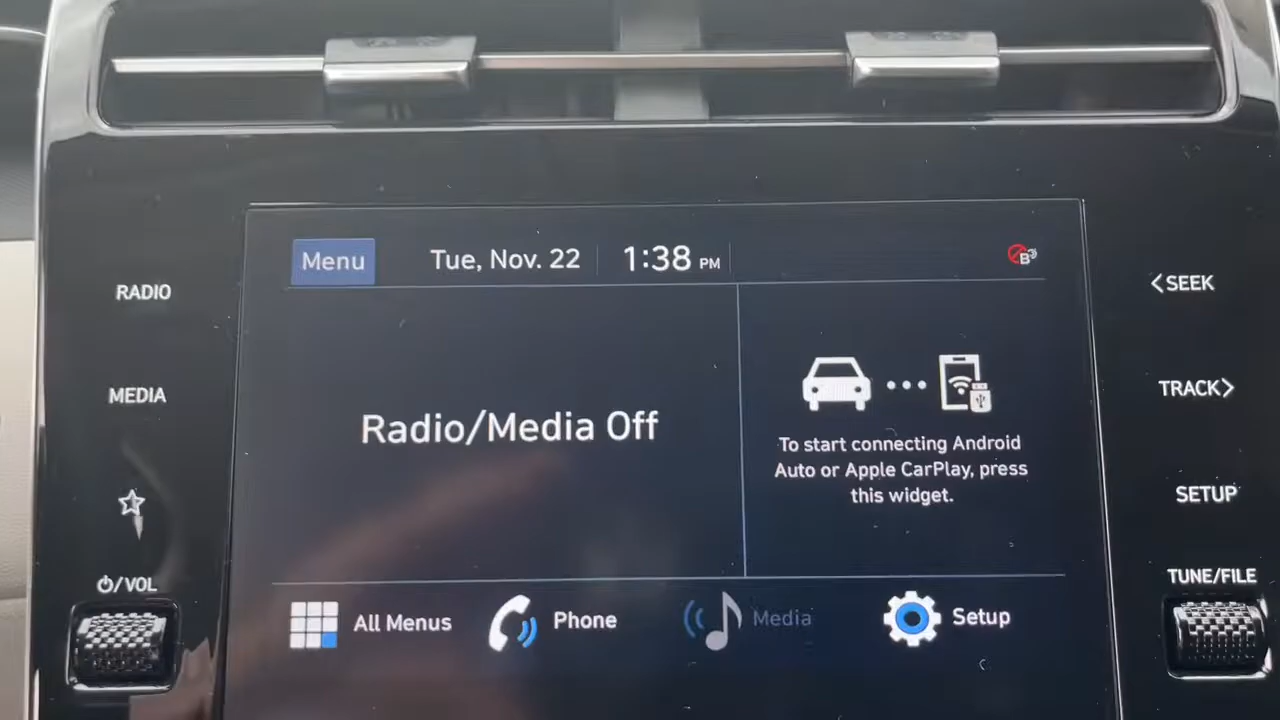 Menu
Tue, Nov. 22
1:38 PM
B
RADIO
MEDIA
/VOL
Radio/Media Off
To start connecting Android
Auto or Apple CarPlay, press
this widget.
<SEEK
TRACK>
SETUP
TUNE/FILE
All Menus
Phone
Media
Setup